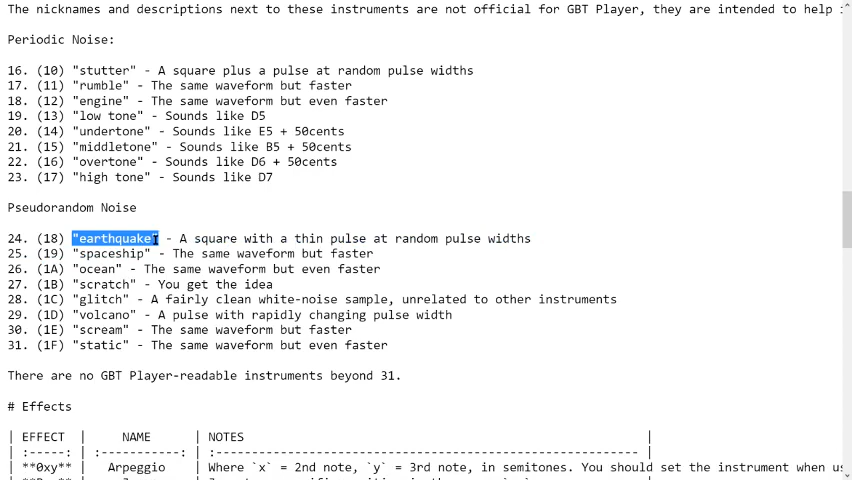 The nicknames and descriptions next to these instruments are not official for GBT Player, they are intended to help
Periodic Noise:
16. (10) "stutter" - A square plus a pulse at random pulse widths
17. (11) "rumble" - The same waveform but faster
18. (12) "engine" - The same waveform but even faster
19. (13) "low tone" - Sounds like D5
20. (14) "undertone" - Sounds like E5 + 50cents
21. (15) "middletone" - Sounds like B5 + 50cents
22. (16) "overtone" - Sounds like D6 + 50cents
23. (17) "high tone" - Sounds like D7
Pseudorandom Noise
24. (18) "earthquake" - A square with a thin pulse at random pulse widths
25. (19) "spaceship" - The same waveform but faster
26. (1A) "ocean" - The same waveform but even faster
27. (1B) "scratch" - You get the idea
28. (1C) "glitch" - A fairly clean white-noise sample, unrelated to other instruments
29. (1D) "volcano" - A pulse with rapidly changing pulse width
30. (1E) "scream" - The same waveform but faster
31. (1F) "static" - The same waveform but even faster
There are no GBT Player-readable instruments beyond 31.
# Effects
| EFFECT | NAME | NOTES |
| :-----: | :----------: | :---------------------------------------------------------- |
| **0xy** | Arpeggio | Where `x` = 2nd note, `y` = 3rd note, in semitones. You should set the instrument when